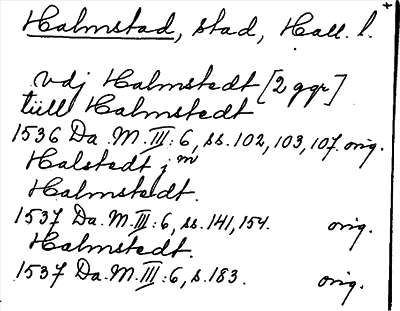 Halmstad, stad, Hall. l. +
vdj Halmstedt [2 ggr]
tiill Halmstedt
1536 Da. M. III: 6, ss. 102, 103, 107. orig.
Halstedt j m
Halmstedt.
1537 Da. M. III: 6, ss. 141, 154. orig.
Halmstedt.
1537 Da. M. III: 6, s. 183. orig.